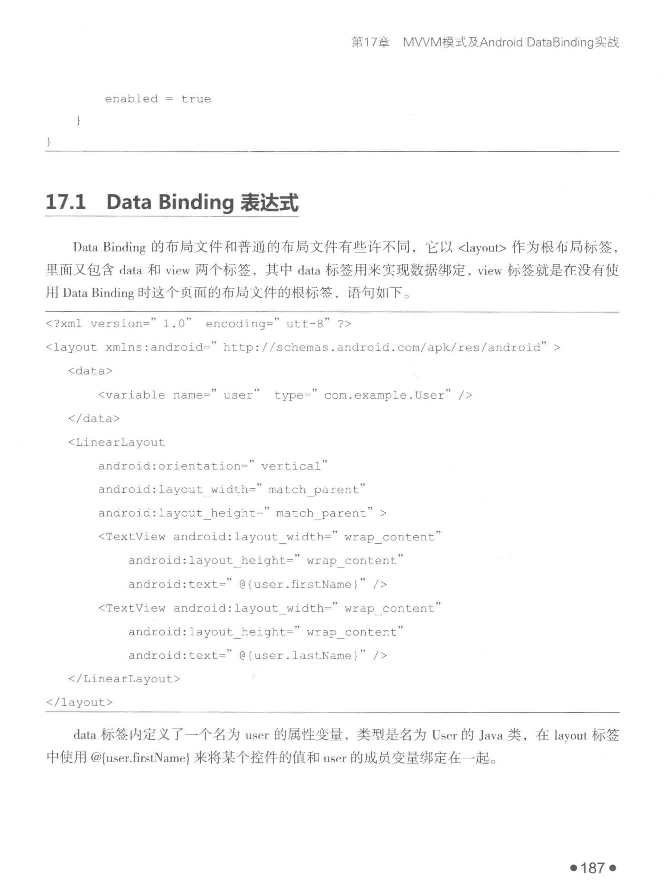 第17章 MVVM模式及Android DataBinding实战
enabled = true
}
}
17.1 Data Binding 表达式
Data Binding 的布局文件和普通的布局文件有些许不同，它以 <layout> 作为根布局标签，
里面又包含 data 和 view 两个标签，其中 data 标签用来实现数据绑定，view 标签就是在没有使
用 Data Binding 时这个页面的布局文件的根标签，语句如下。
<?xml version=” 1.0” encoding=” utf-8” ?>
<layout xmlns:android=” http://schemas.android.com/apk/res/android” >
<data>
<variable name=” user” type=” com.example.User” />
</data>
<LinearLayout
android:orientation=” vertical”
android:layout_width=” match_parent”
android:layout_height=” match_parent” >
<TextView android:layout_width=” wrap_content”
android:layout_height=” wrap_content”
android:text=” @{user.firstName}” />
<TextView android:layout_width=” wrap_content”
android:layout_height=” wrap_content”
android:text=” @{user.lastName}” />
</LinearLayout>
</layout>
data 标签内定义了一个名为 user 的属性变量，类型是名为 User 的 Java 类，在 layout 标签
中使用 @{user.firstName} 来将某个控件的值和 user 的成员变量绑定在一起。
●187●